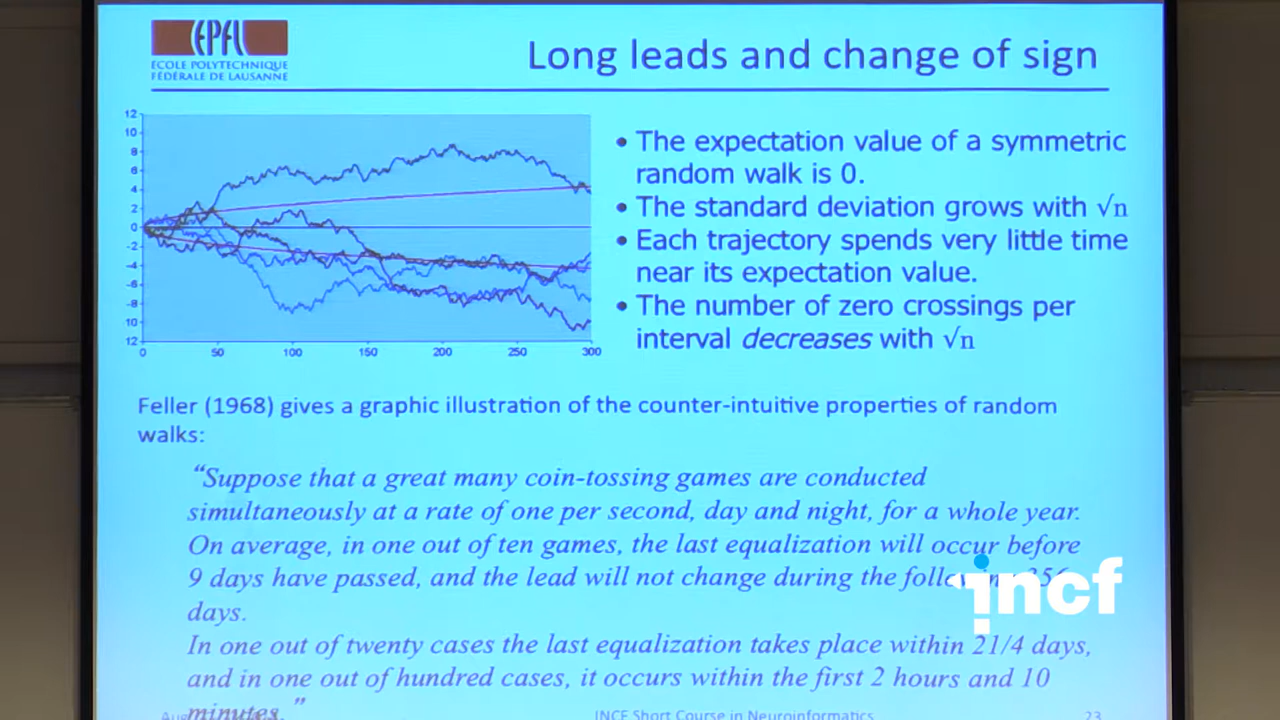 EPFL
ÉCOLE POLYTECHNIQUE
FÉDÉRALE DE LAUSANNE
Long leads and change of sign
12
10
8
6
4
2
0
-2
-4
-6
-8
10
12
0 50 100 150 200 250 300
• The expectation value of a symmetric
random walk is 0.
• The standard deviation grows with √n
• Each trajectory spends very little time
near its expectation value.
• The number of zero crossings per
interval decreases with √n
Feller (1968) gives a graphic illustration of the counter-intuitive properties of random
walks:
“Suppose that a great many coin-tossing games are conducted
simultaneously at a rate of one per second, day and night, for a whole year.
On average, in one out of ten games, the last equalization will occur before
9 days have passed, and the lead will not change during the
days.
In one out of twenty cases the last equalization takes place within 21/4 days,
and in one out of hundred cases, it occurs within the first 2 hours and 10
minutes.”
INCF Short Course in Neuroinformatics
23
incf